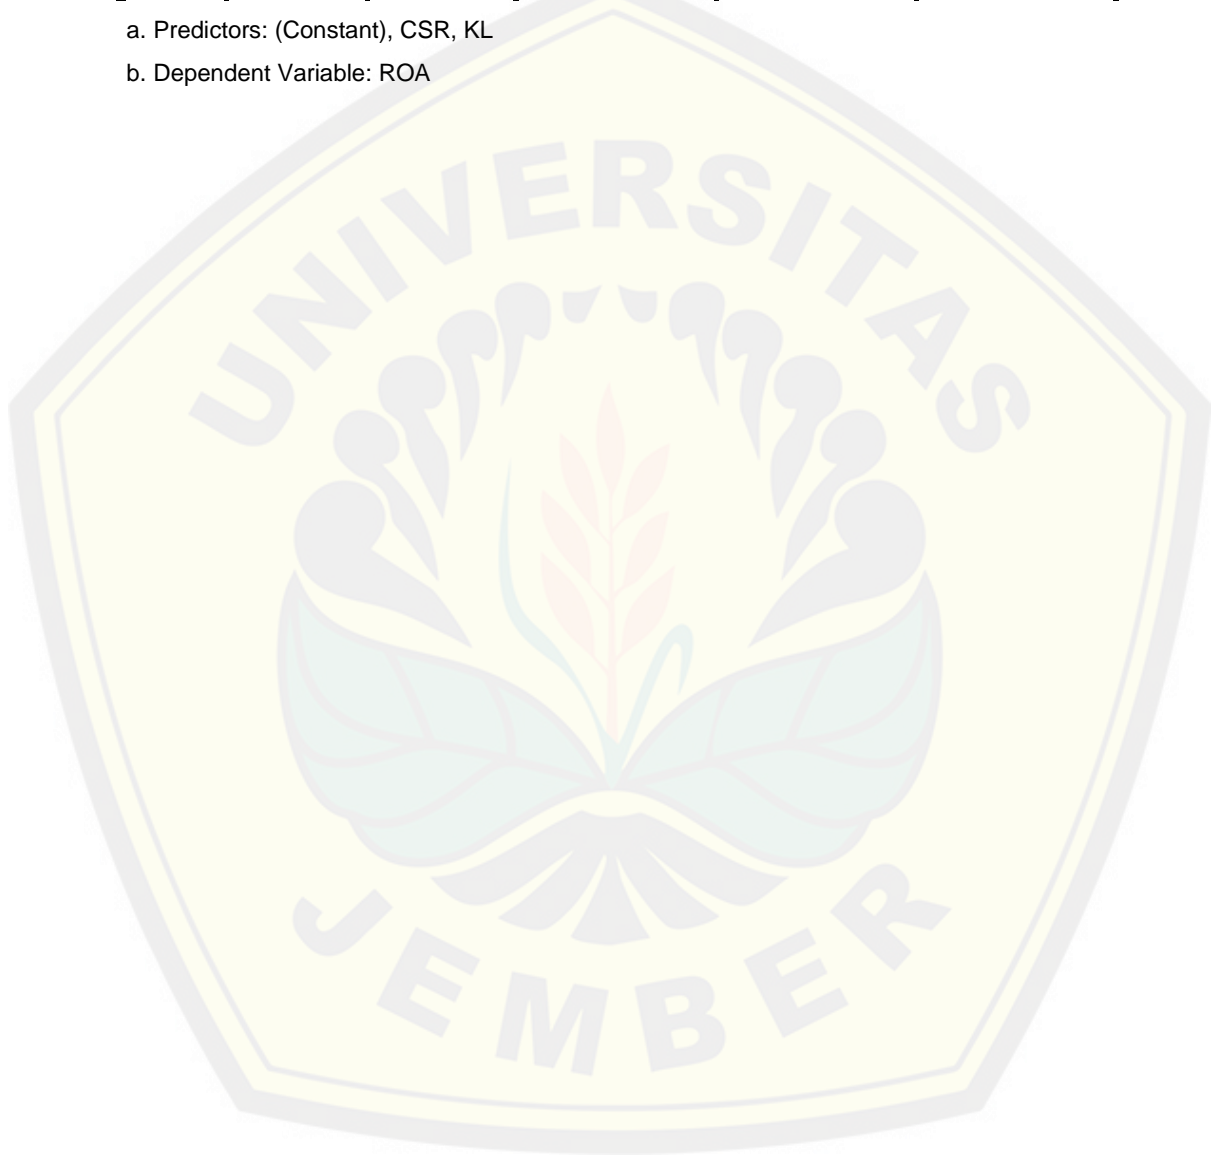 a. Predictors: (Constant), CSR, KL
b. Dependent Variable: ROA
UNIVERSITAS
JEMBER